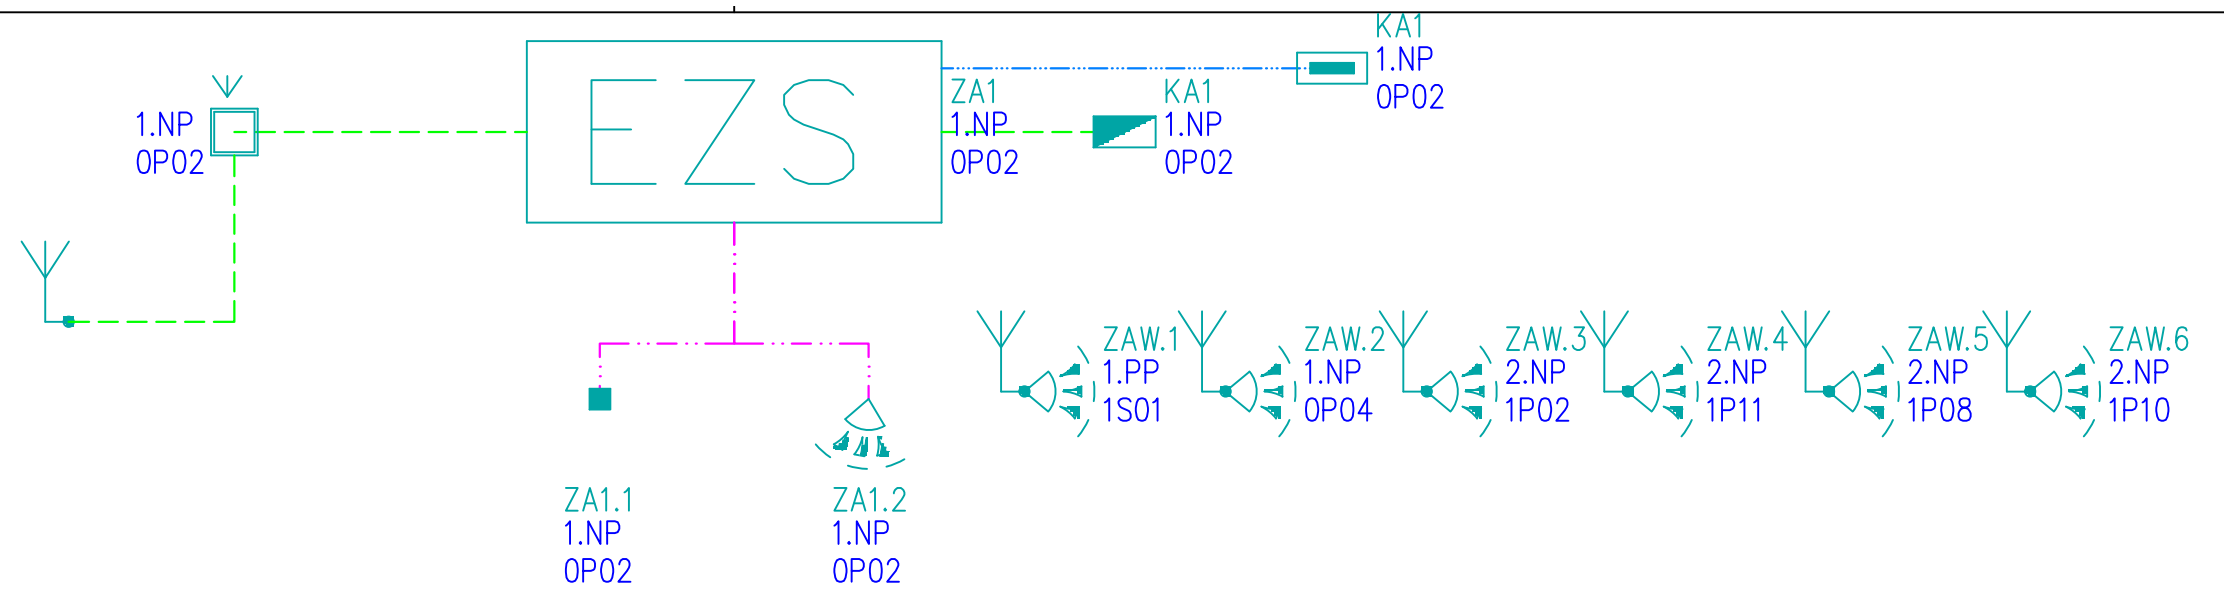 KA1
1.NP
0P02
EZS
ZA1
1.NP
0P02
KA1
1.NP
0P02
1.NP
0P02
ZAW.1
1.PP
1S01
ZAW.2
1.NP
0P04
ZAW.3
2.NP
1P02
ZAW.4
2.NP
1P11
ZAW.5
2.NP
1P08
ZAW.6
2.NP
1P10
ZA1.1
1.NP
0P02
ZA1.2
1.NP
0P02